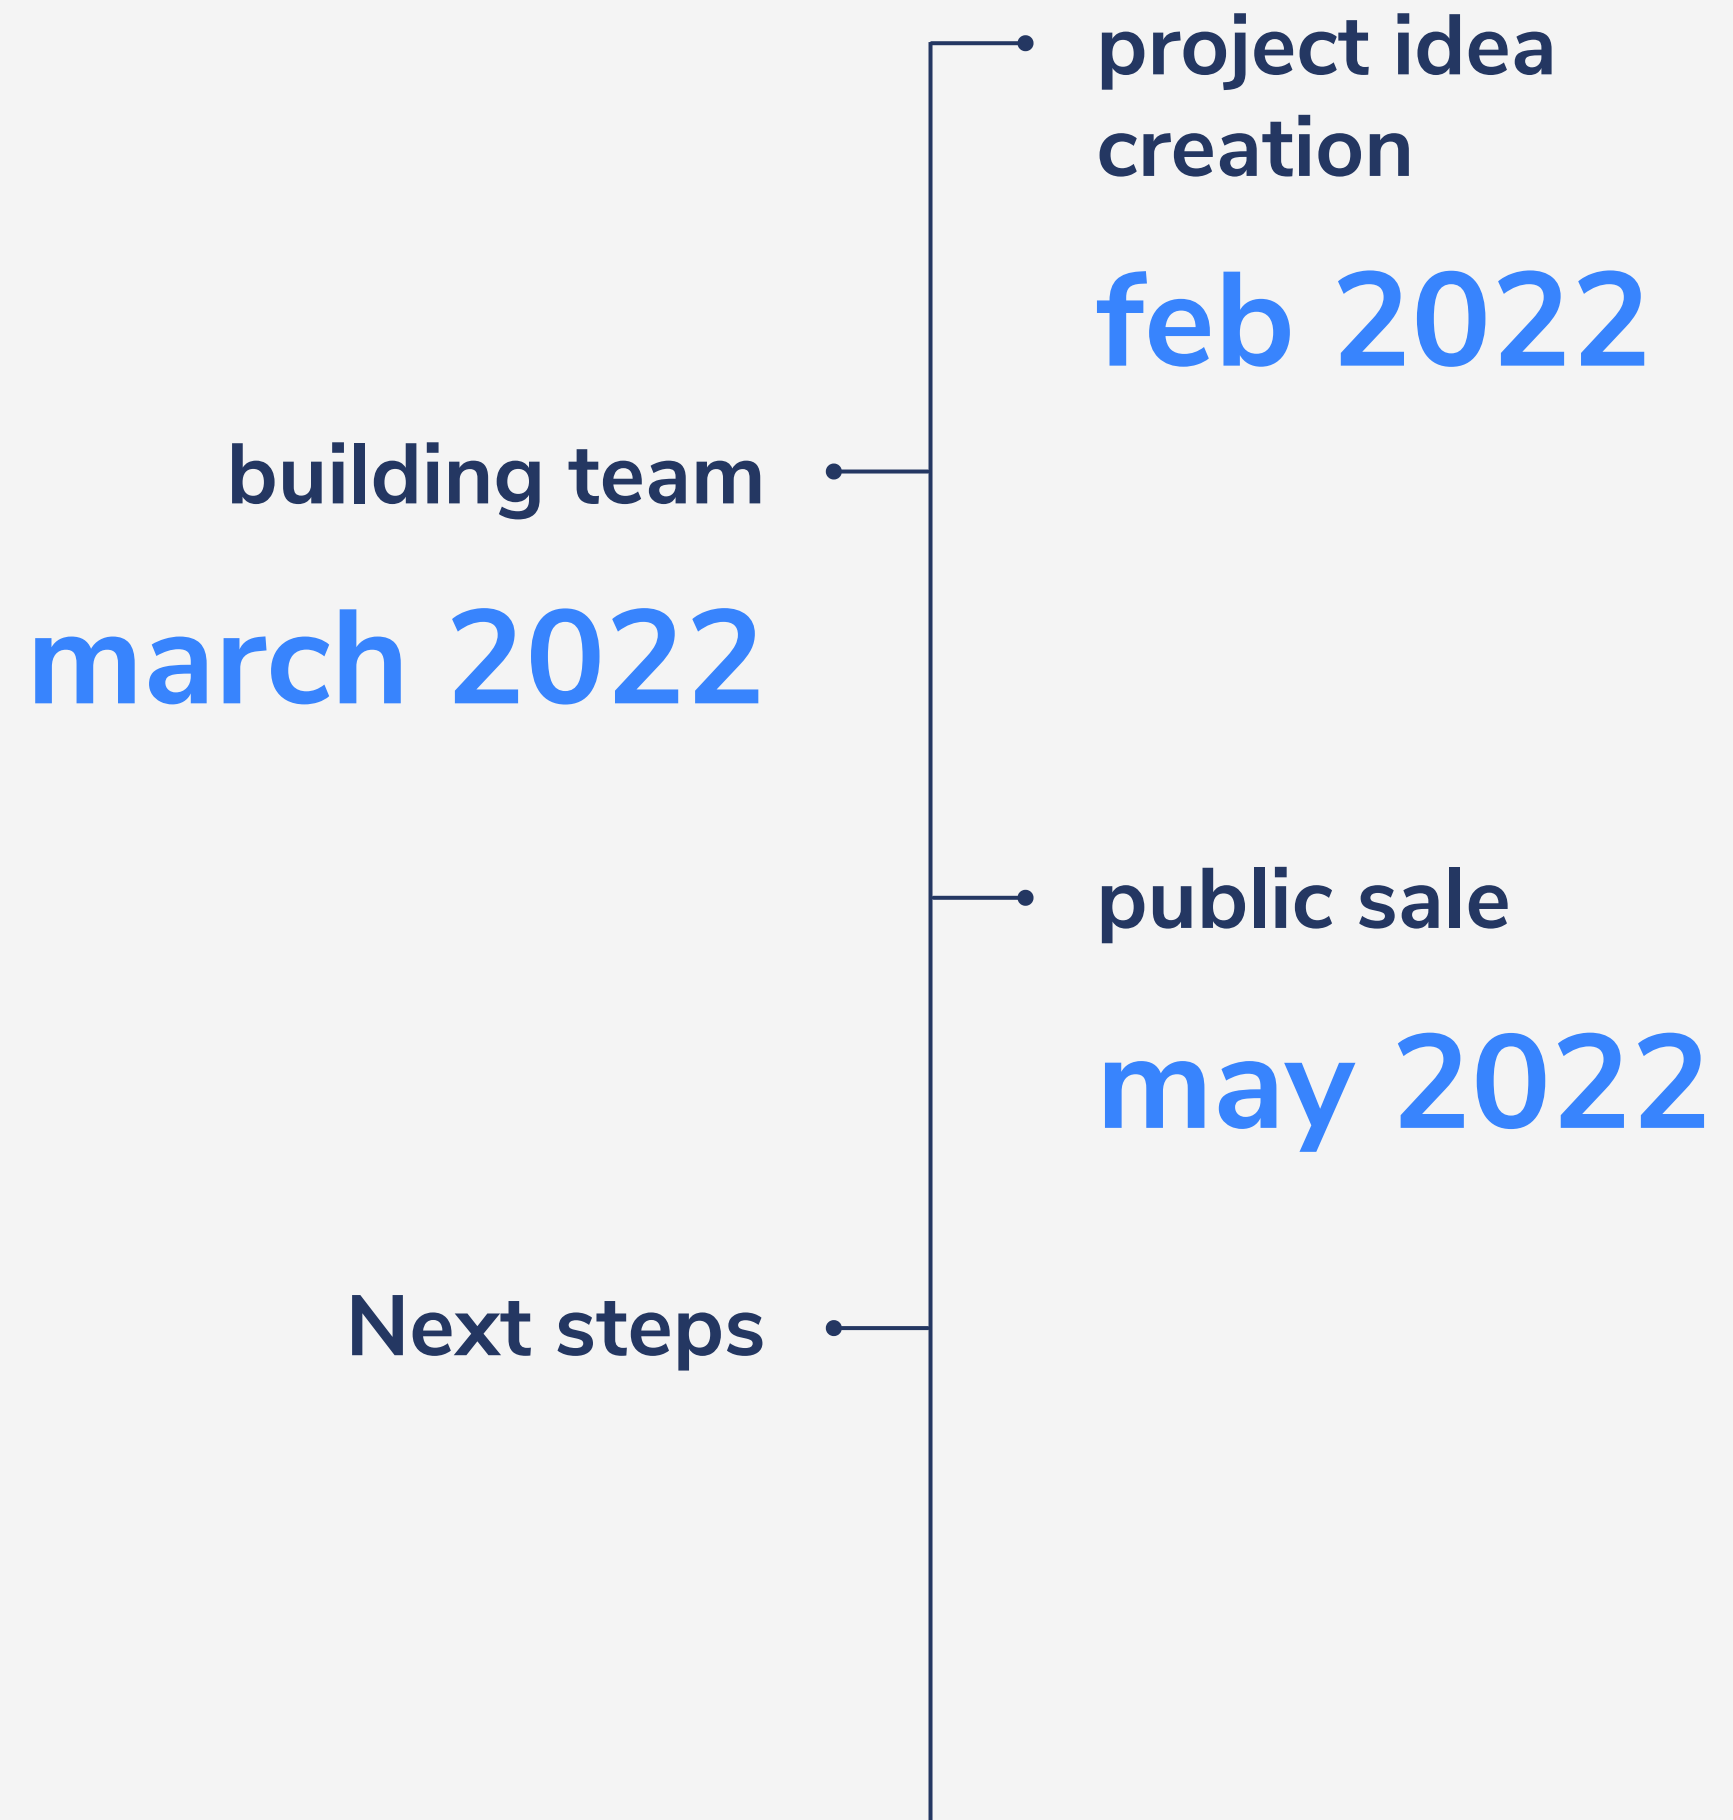 project idea
creation
feb 2022
building team
march 2022
public sale
may 2022
Next steps